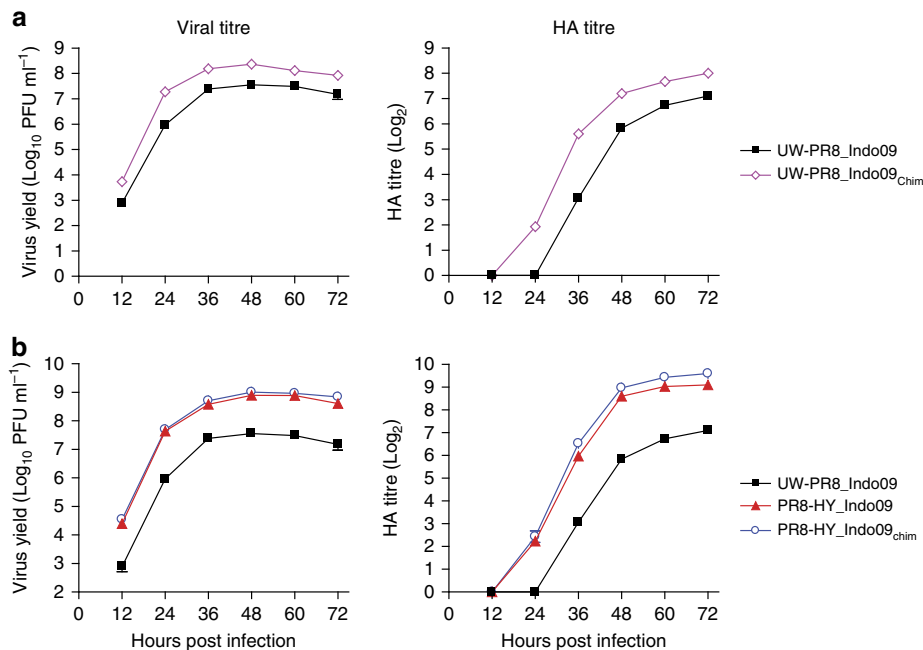 a
Viral titre
HA titre
Virus yield (Log10 PFU ml−1)
9
8
7
6
5
4
3
2
1
0
0 12 24 36 48 60 72
HA titre (Log2)
9
8
7
6
5
4
3
2
1
0
0 12 24 36 48 60 72
UW-PR8_Indo09
UW-PR8_Indo09Chim
b
Virus yield (Log10 PFU ml−1)
10
9
8
7
6
5
4
3
2
0 12 24 36 48 60 72
Hours post infection
HA titre (Log2)
10
9
8
7
6
5
4
3
2
1
0
0 12 24 36 48 60 72
Hours post infection
UW-PR8_Indo09
PR8-HY_Indo09
PR8-HY_Indo09chim